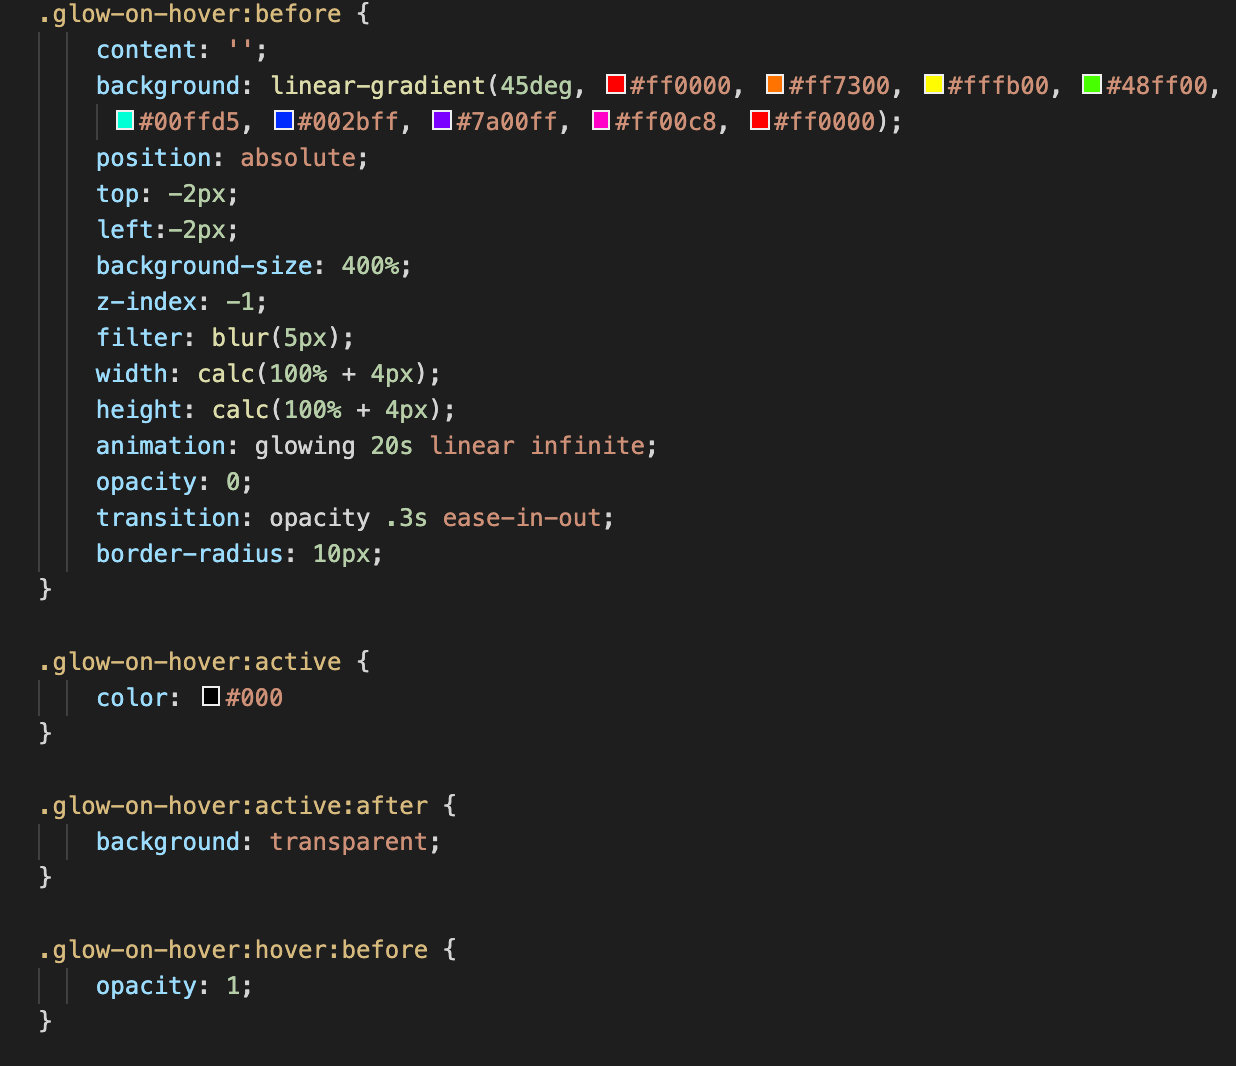 .glow-on-hover:before {
content: '';
background: linear-gradient(45deg, #ff0000, #ff7300, #fffb00, #48ff00,
#00ffd5, #002bff, #7a00ff, #ff00c8, #ff0000);
position: absolute;
top: -2px;
left:-2px;
background-size: 400%;
z-index: -1;
filter: blur(5px);
width: calc(100% + 4px);
height: calc(100% + 4px);
animation: glowing 20s linear infinite;
opacity: 0;
transition: opacity .3s ease-in-out;
border-radius: 10px;
}
.glow-on-hover:active {
color: #000
}
.glow-on-hover:active:after {
background: transparent;
}
.glow-on-hover:hover:before {
opacity: 1;
}